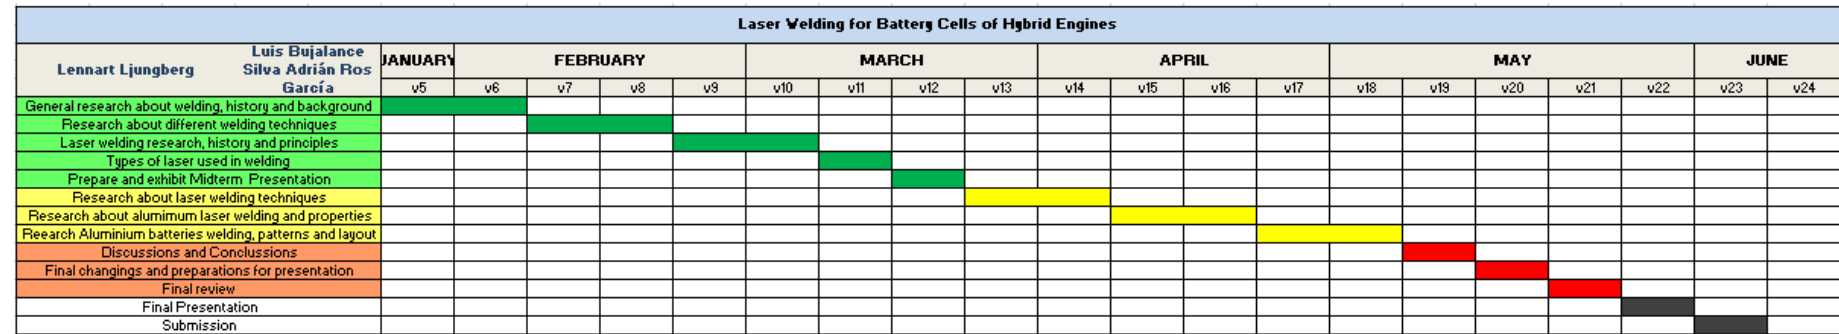 Laser Welding for Battery Cells of Hybrid Engines
Lennart Ljungberg
Luis Bujalance
Silva Adrián Ros
García
JANUARY FEBRUARY MARCH APRIL MAY JUNE
v5 v6 v7 v8 v9 v10 v11 v12 v13 v14 v15 v16 v17 v18 v19 v20 v21 v22 v23 v24
General research about welding, history and background
Research about different welding techniques
Laser welding research, history and principles
Types of laser used in welding
Prepare and exhibit Midterm Presentation
Research about laser welding techniques
Research about alumimum laser welding and properties
Reearch Aluminium batteries welding, patterns and layout
Discussions and Conclussions
Final changings and preparations for presentation
Final review
Final Presentation
Submission